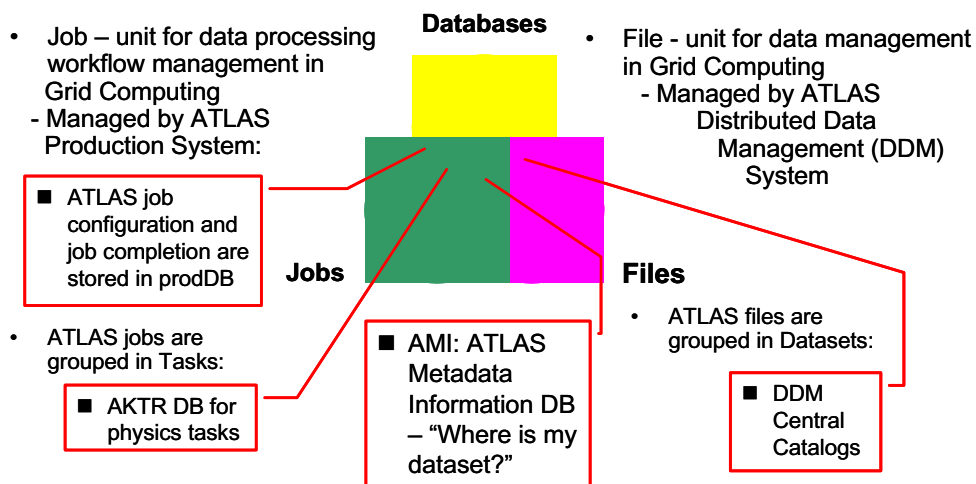 Databases
• Job – unit for data processing
workflow management in
Grid Computing
- Managed by ATLAS
Production System:
■ ATLAS job
configuration and
job completion are
stored in prodDB
Jobs
• ATLAS jobs are
grouped in Tasks:
■ AKTR DB for
physics tasks
■ AMI: ATLAS
Metadata
Information DB
– “Where is my
dataset?”
• File - unit for data management
in Grid Computing
- Managed by ATLAS
Distributed Data
Management (DDM)
System
Files
• ATLAS files are
grouped in Datasets:
■ DDM
Central
Catalogs